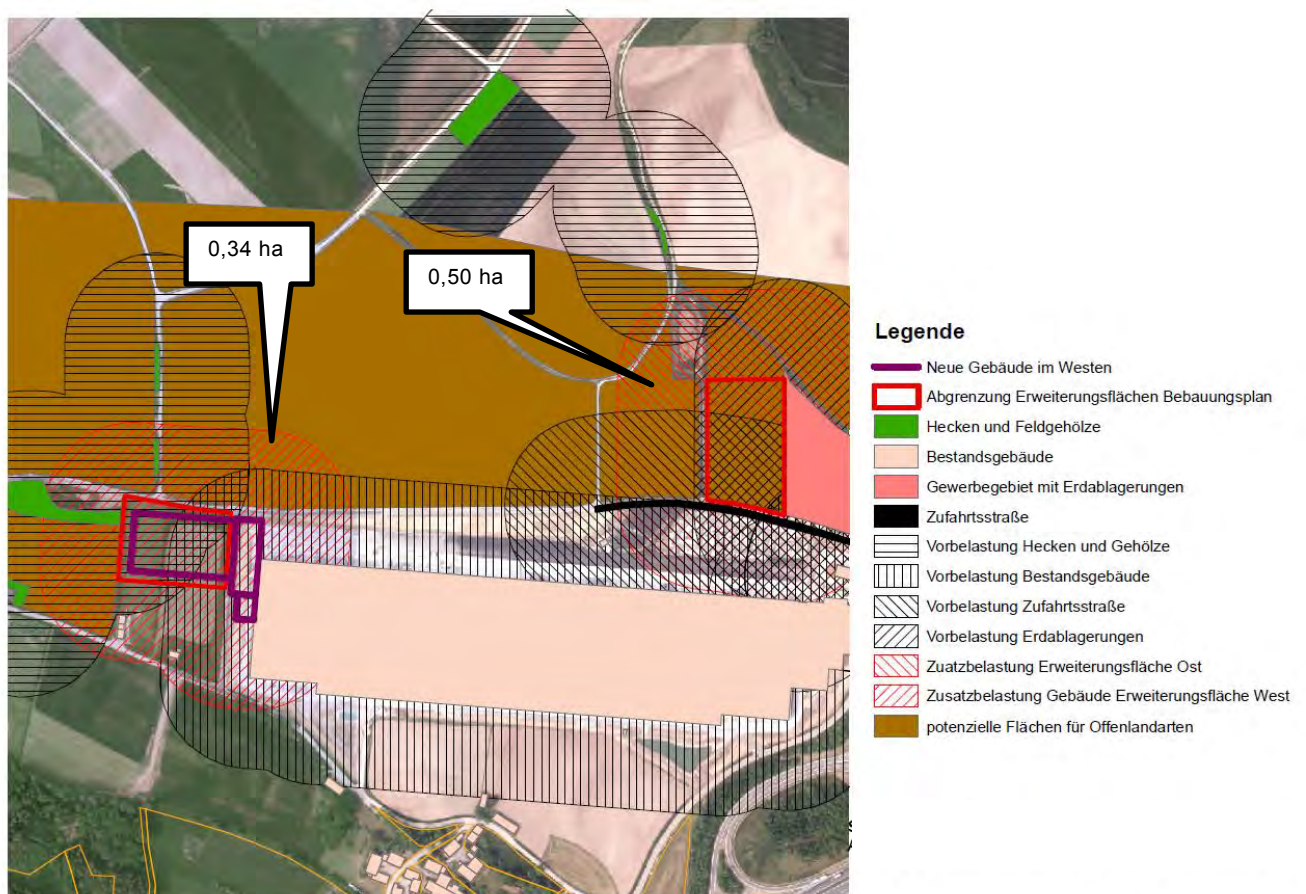 0,34 ha
0,50 ha
Legende
Neue Gebäude im Westen
Abgrenzung Erweiterungsflächen Bebauungsplan
Hecken und Feldgehölze
Bestandsgebäude
Gewerbegebiet mit Erdablagerungen
Zufahrtsstraße
Vorbelastung Hecken und Gehölze
Vorbelastung Bestandsgebäude
Vorbelastung Zufahrtsstraße
Vorbelastung Erdablagerungen
Zuatzbelastung Erweiterungsfläche Ost
Zusatzbelastung Gebäude Erweiterungsfläche West
potenzielle Flächen für Offenlandarten